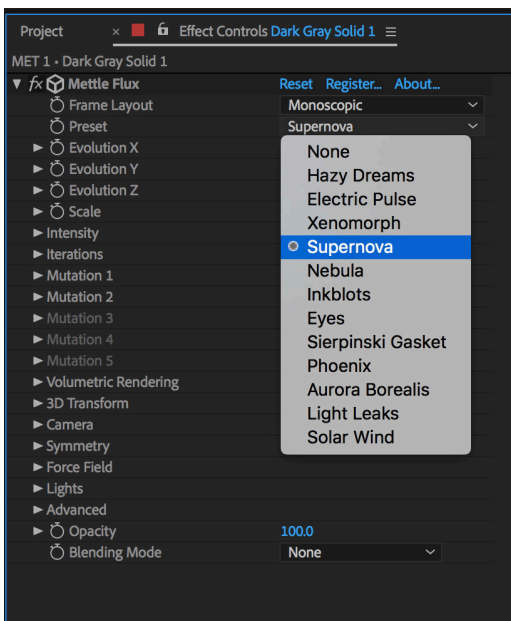 Project × Effect Controls Dark Gray Solid 1
MET 1 • Dark Gray Solid 1
fx Mettle Flux Reset Register... About...
Frame Layout Monoscopic
Preset Supernova
Evolution X None
Evolution Y Hazy Dreams
Evolution Z Electric Pulse
Scale Xenomorph
Intensity Supernova
Iterations
Mutation 1 Nebula
Mutation 2 Inkblots
Mutation 3 Eyes
Mutation 4 Sierpinski Gasket
Mutation 5 Phoenix
Volumetric Rendering Aurora Borealis
3D Transform Light Leaks
Camera Solar Wind
Symmetry
Force Field
Lights
Advanced
Opacity 100.0
Blending Mode None